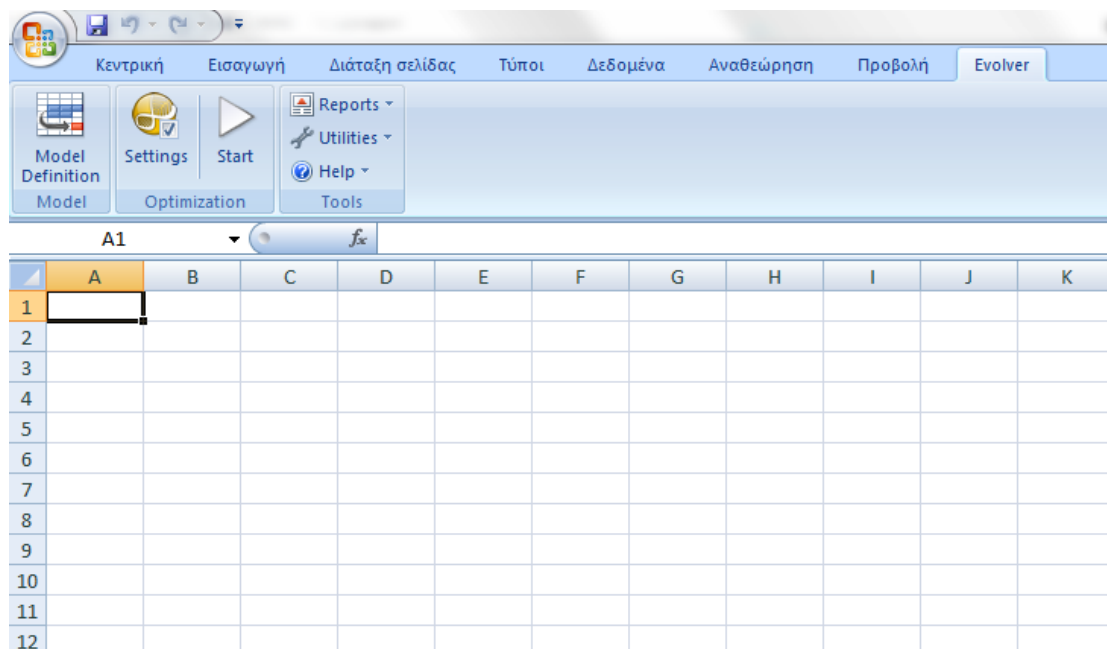 Κεντρική Εισαγωγή Διάταξη σελίδας Τύποι Δεδομένα Αναθεώρηση Προβολή Evolver
Model Definition
Settings
Start
Reports
Utilities
Help
Model Optimization Tools
A1 fx
A B C D E F G H I J K
1
2
3
4
5
6
7
8
9
10
11
12